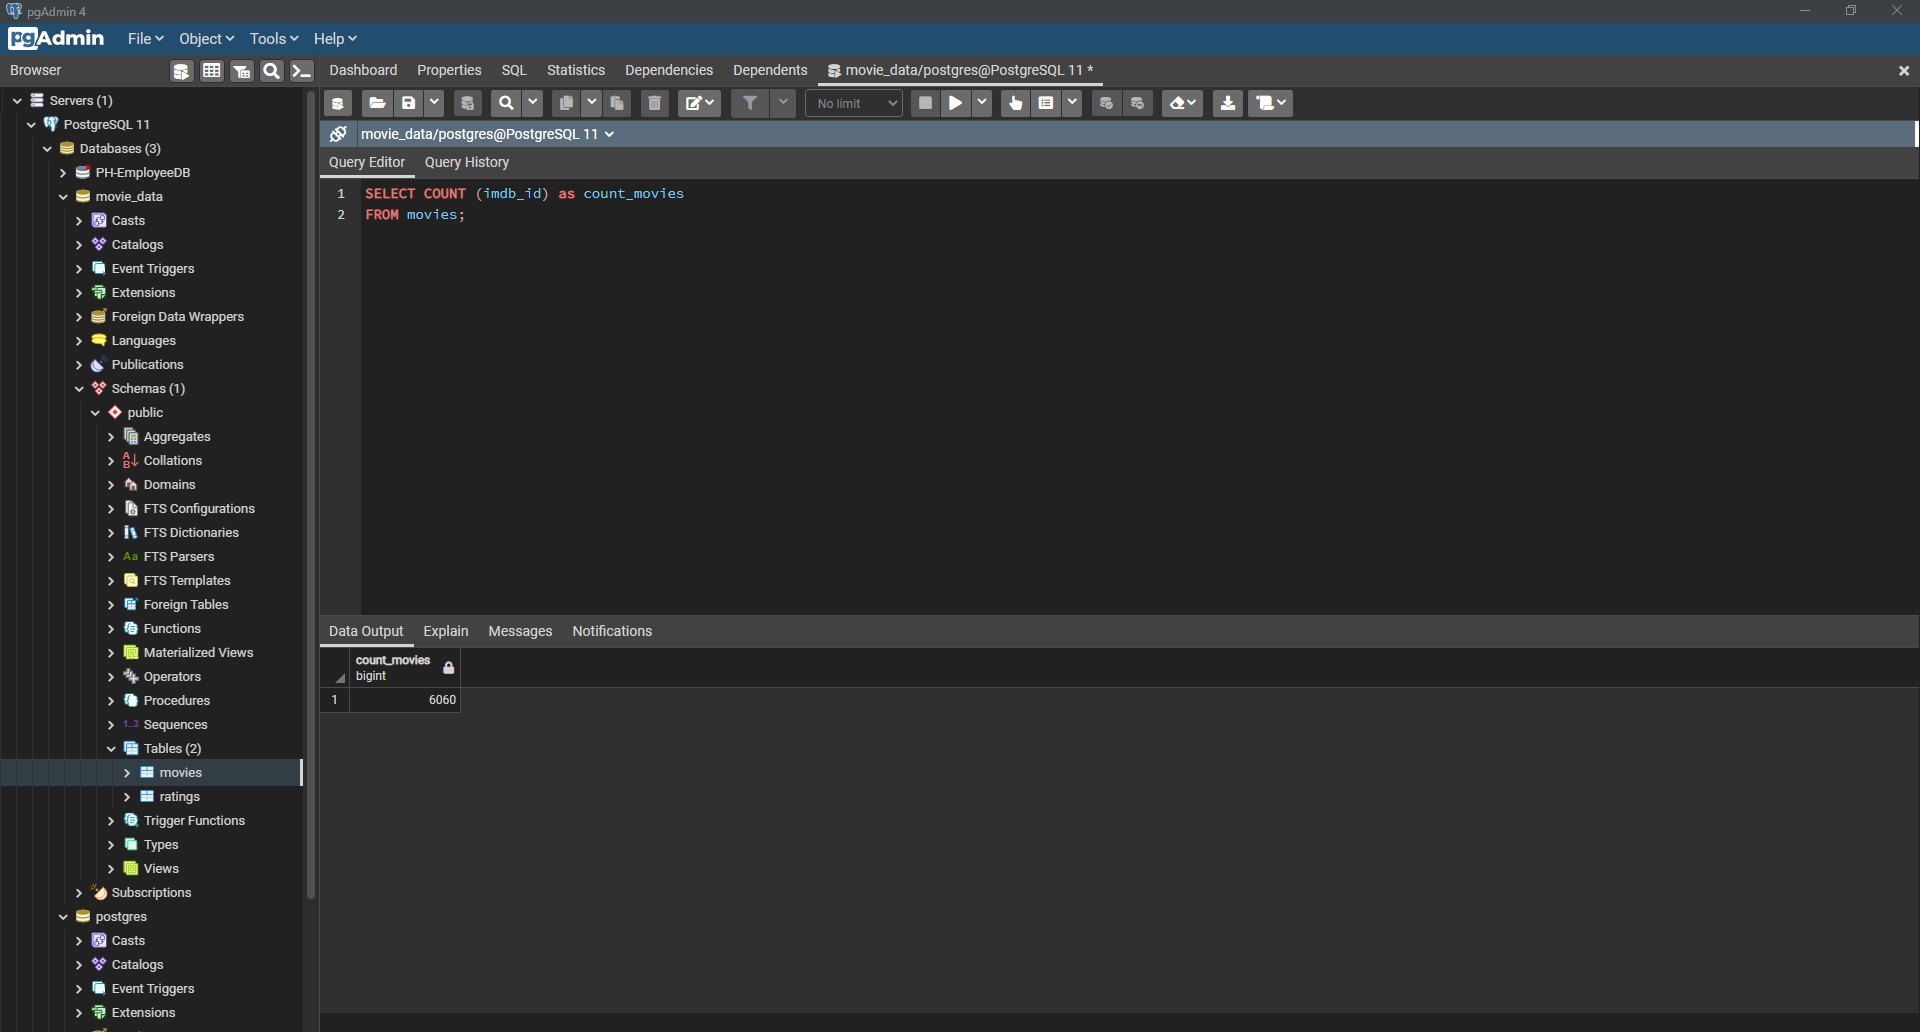 pgAdmin 4
pgAdmin File Object Tools Help
Browser
Dashboard Properties SQL Statistics Dependencies Dependents movie_data/postgres@PostgreSQL 11 *
No limit
movie_data/postgres@PostgreSQL 11
Query Editor Query History
1 SELECT COUNT (imdb_id) as count_movies
2 FROM movies;
Servers (1)
PostgreSQL 11
Databases (3)
PH-EmployeeDB
movie_data
Casts
Catalogs
Event Triggers
Extensions
Foreign Data Wrappers
Languages
Publications
Schemas (1)
public
Aggregates
Collations
Domains
FTS Configurations
FTS Dictionaries
Aa FTS Parsers
FTS Templates
Foreign Tables
Functions
Materialized Views
Operators
Procedures
1..3 Sequences
Tables (2)
movies
ratings
Trigger Functions
Types
Views
Subscriptions
postgres
Casts
Catalogs
Event Triggers
Extensions
Data Output Explain Messages Notifications
count_movies
bigint
1 6060